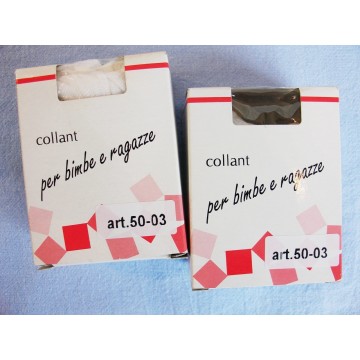 collant
per bimbe e ragazze
art.50-03
collant
per bimbe e ragazze
art.50-03